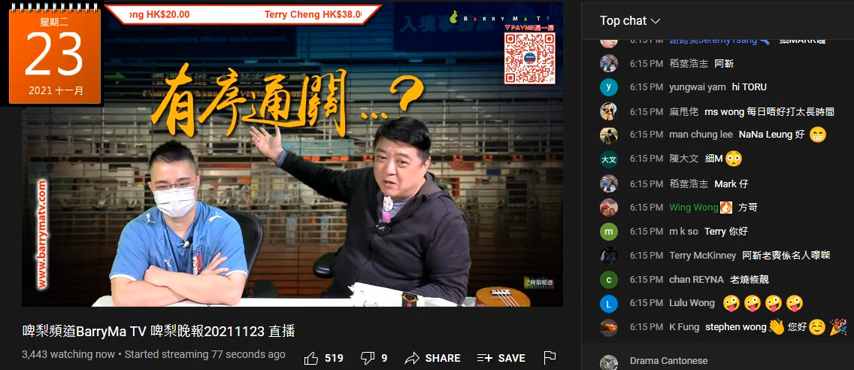 星期二
23
2021 十一月
ong HK$20.00 Terry Cheng HK$38.0
BARRYMA TV
有序通關...?
www.barrymatv.com
啤梨頻道BarryMa TV 啤梨晚報20211123 直播
3,443 watching now • Started streaming 77 seconds ago
519
9
SHARE
SAVE
Top chat
6:15 PM 稻葉浩志 阿新
6:15 PM yungwai yam hi TORU
6:15 PM 麻甩佬 ms wong 每日唔好打太長時間
6:15 PM man chung lee NaNa Leung 好 😁
大文 6:15 PM 陳大文 細M😳
6:15 PM 稻葉浩志 Mark 仔
6:15 PM Wing Wong 方哥
6:15 PM m k so Terry 你好
6:15 PM Terry McKinney 阿新老竇係名人嚟㗎
6:15 PM chan REYNA 老燒條靚
6:15 PM Lulu Wong 🤪🤪🤪🤪
6:15 PM K Fung stephen wong👋您好☺️🎉
Drama Cantonese